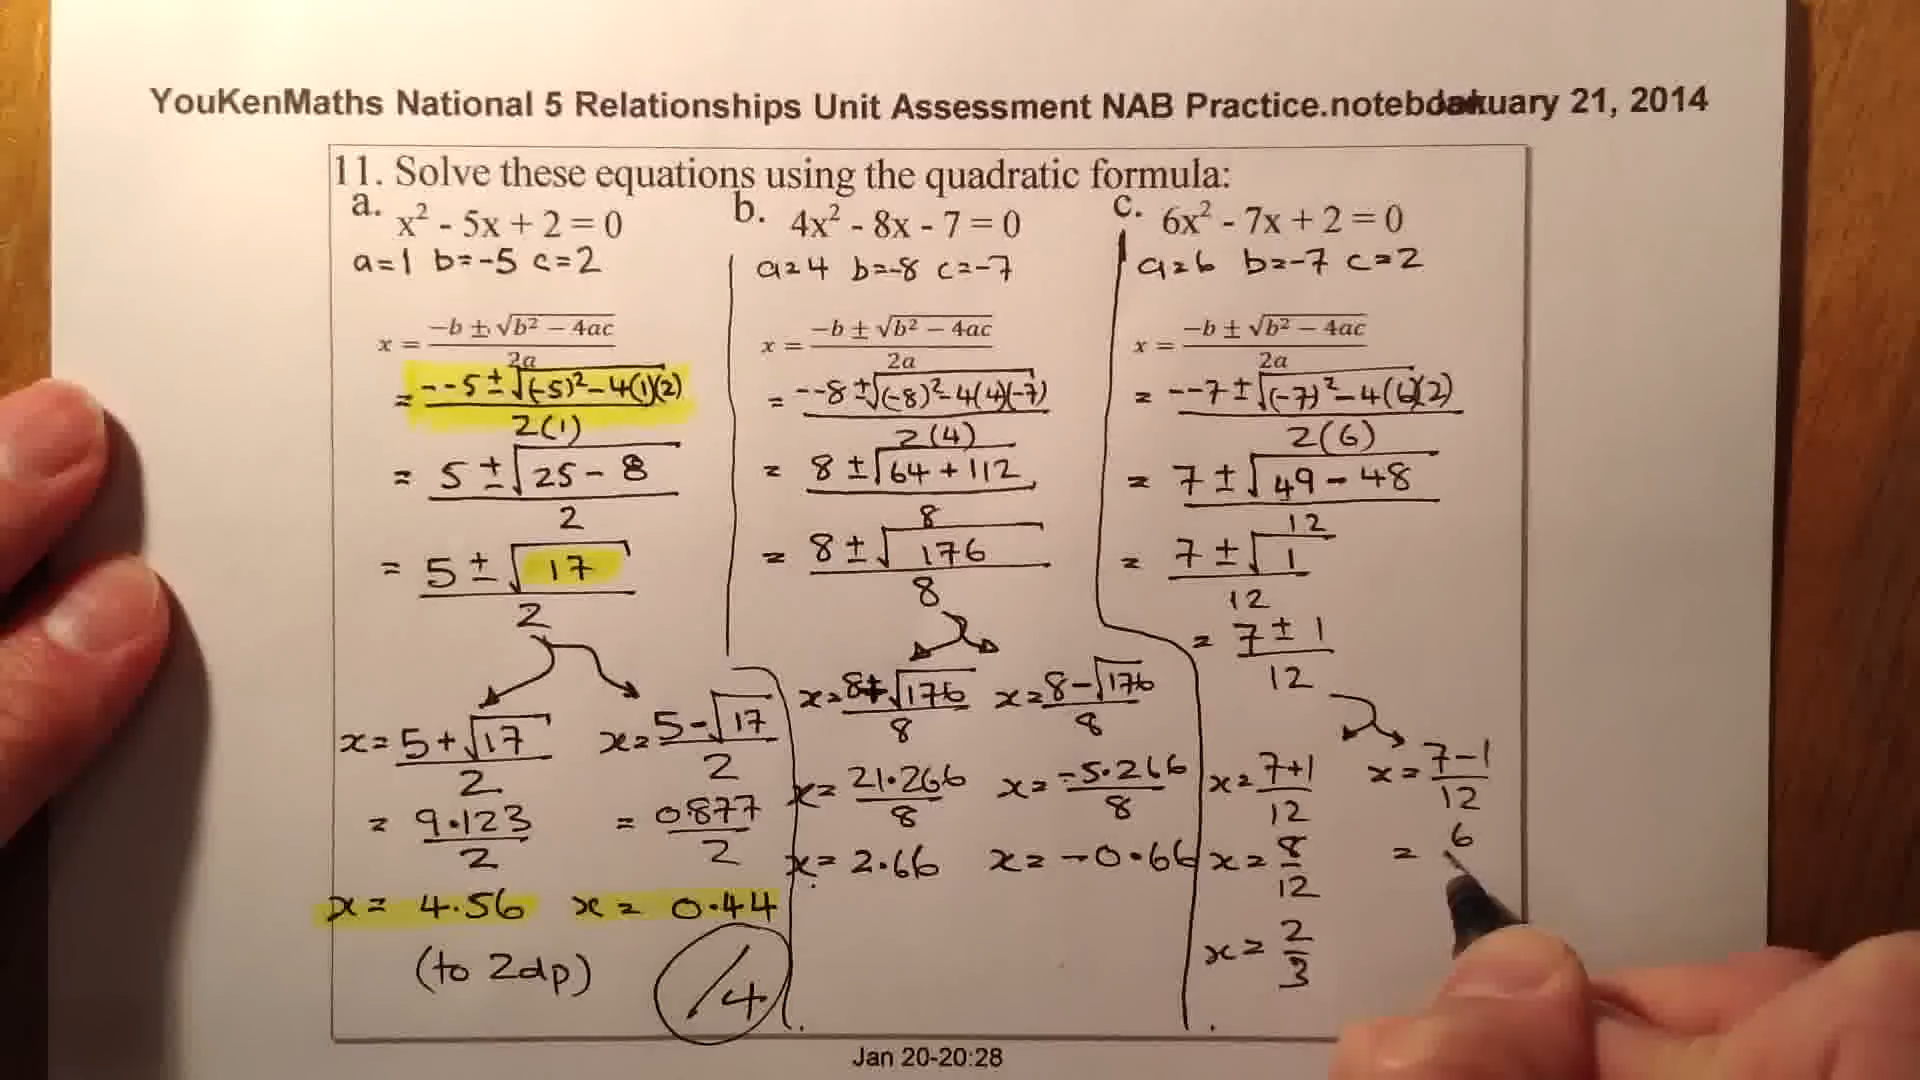 YouKenMaths National 5 Relationships Unit Assessment NAB Practice.notebook January 21, 2014
11. Solve these equations using the quadratic formula:
a. x² - 5x + 2 = 0
a=1 b=-5 c=2
x = (-b ± √(b² − 4ac)) / 2a
= (--5 ± √((-5)²-4(1)(2))) / 2(1)
= (5 ± √(25 - 8)) / 2
= (5 ± √17) / 2
x = (5 + √17) / 2 x = (5 - √17) / 2
= 9.123 / 2 = 0.877 / 2
x = 4.56 x = 0.44
(to 2dp)
/4
b. 4x² - 8x - 7 = 0
a=4 b=-8 c=-7
x = (-b ± √(b² − 4ac)) / 2a
= (--8 ± √((-8)²-4(4)(-7))) / 2(4)
= (8 ± √(64 + 112)) / 8
= (8 ± √176) / 8
x = (8 + √176) / 8 x = (8 - √176) / 8
x = 21.266 / 8 x = -5.266 / 8
x = 2.66 x = -0.66
c. 6x² - 7x + 2 = 0
a=6 b=-7 c=2
x = (-b ± √(b² − 4ac)) / 2a
= (--7 ± √((-7)²-4(6)(2))) / 2(6)
= (7 ± √(49 - 48)) / 12
= (7 ± √1) / 12
= (7 ± 1) / 12
x = (7+1) / 12 x = (7-1) / 12
x = 8 / 12 = 6
x = 2 / 3
Jan 20-20:28